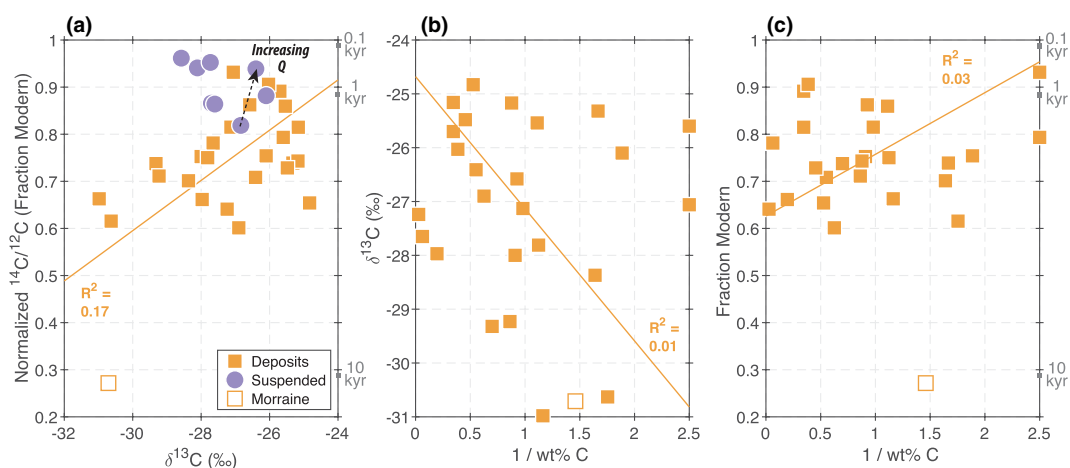 (a)
Increasing
Q
R² =
0.17
Deposits
Suspended
Morraine
1
0.9
0.8
0.7
0.6
0.5
0.4
0.3
0.2
Normalized ¹⁴C/¹²C (Fraction Modern)
-32
-30
-28
-26
-24
δ¹³C (‰)
0.1
kyr
1
kyr
10
kyr
(b)
-24
-25
-26
-27
-28
-29
-30
-31
δ¹³C (‰)
R² =
0.01
0
0.5
1
1.5
2
2.5
1 / wt% C
(c)
1
0.9
0.8
0.7
0.6
0.5
0.4
0.3
0.2
Fraction Modern
R² =
0.03
0
0.5
1
1.5
2
2.5
1 / wt% C
0.1
kyr
1
kyr
10
kyr